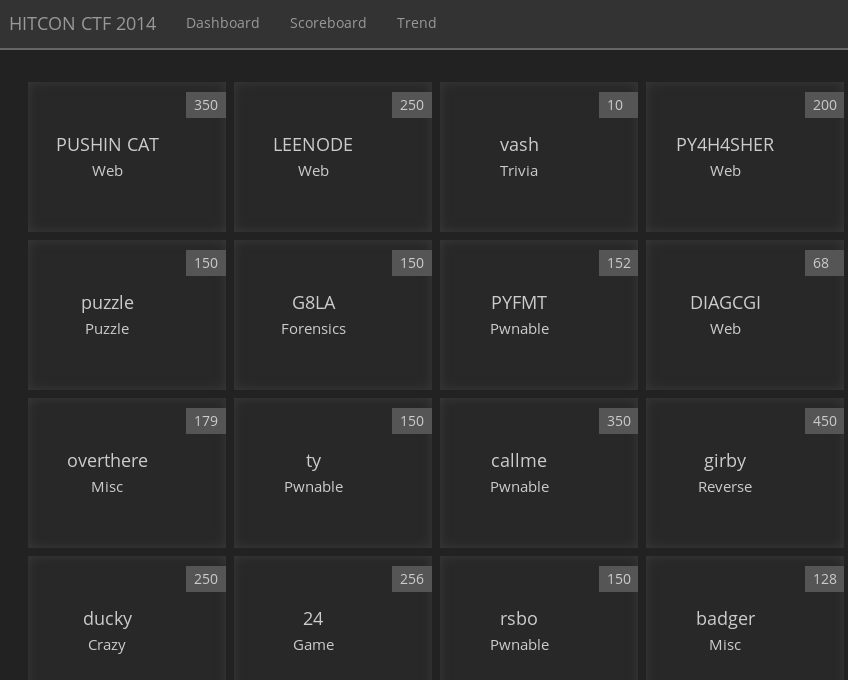 HITCON CTF 2014 Dashboard Scoreboard Trend
350
PUSHIN CAT
Web
250
LEENODE
Web
10
vash
Trivia
200
PY4H4SHER
Web
150
puzzle
Puzzle
150
G8LA
Forensics
152
PYFMT
Pwnable
68
DIAGCGI
Web
179
overthere
Misc
150
ty
Pwnable
350
callme
Pwnable
450
girby
Reverse
250
ducky
Crazy
256
24
Game
150
rsbo
Pwnable
128
badger
Misc